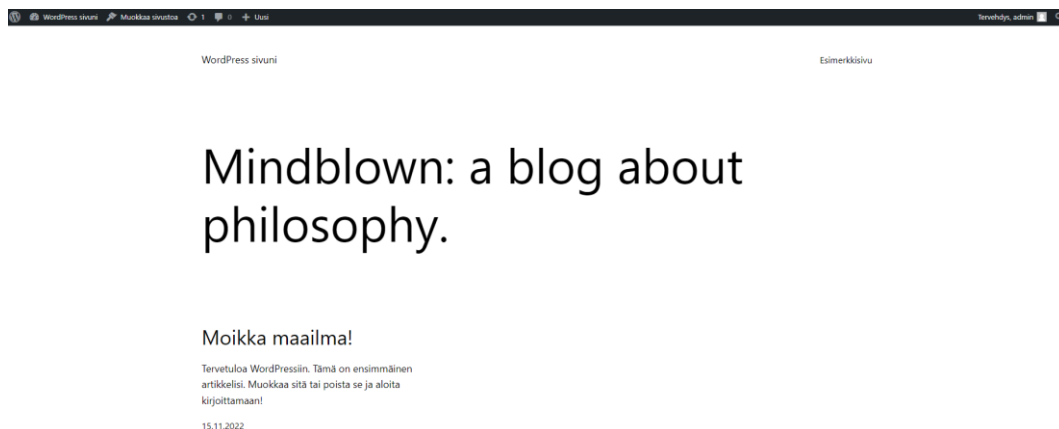 WordPress sivuni Muokkaa sivustoa 1 0 + Uusi Tervehdys, admin
WordPress sivuni Esimerkkisivu
Mindblown: a blog about
philosophy.
Moikka maailma!
Tervetuloa WordPressiin. Tämä on ensimmäinen
artikkelisi. Muokkaa sitä tai poista se ja aloita
kirjoittamaan!
15.11.2022